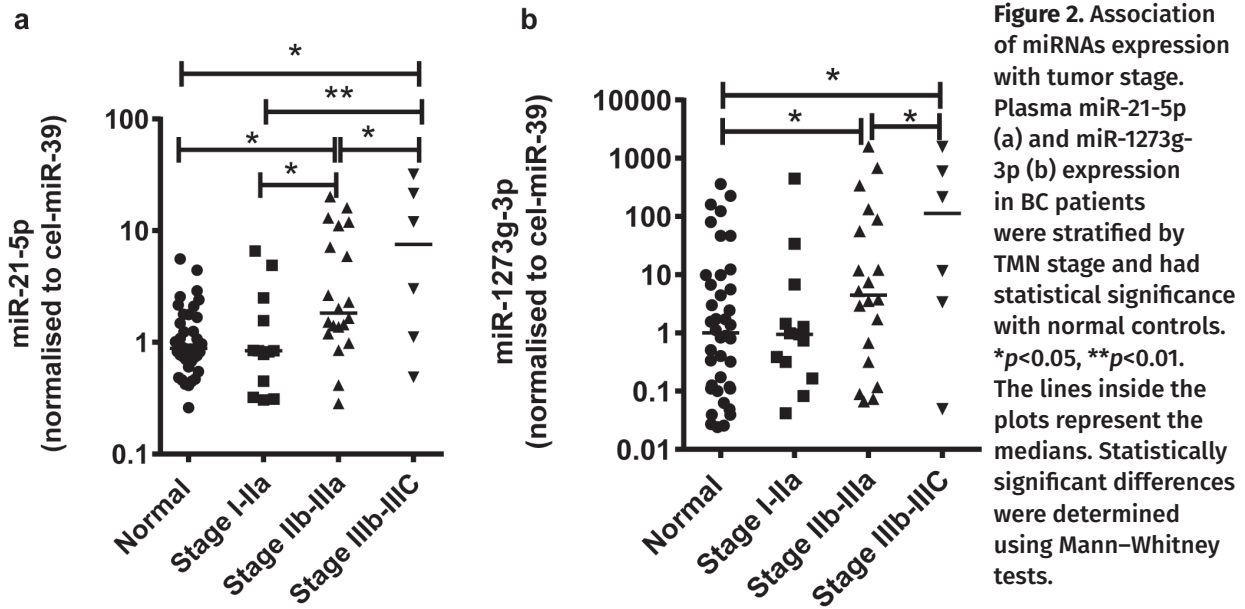 a
miR-21-5p
(normalised to cel-miR-39)
100
10
1
0.1
*
**
*
*
*
Normal
Stage I-IIa
Stage IIb-IIIa
Stage IIIb-IIIC
b
miR-1273g-3p
(normalised to cel-miR-39)
10000
1000
100
10
1
0.1
0.01
*
*
*
Normal
Stage I-IIa
Stage IIb-IIIa
Stage IIIb-IIIC
Figure 2. Association
of miRNAs expression
with tumor stage.
Plasma miR-21-5p
(a) and miR-1273g-
3p (b) expression
in BC patients
were stratified by
TMN stage and had
statistical significance
with normal controls.
*p<0.05, **p<0.01.
The lines inside the
plots represent the
medians. Statistically
significant differences
were determined
using Mann–Whitney
tests.